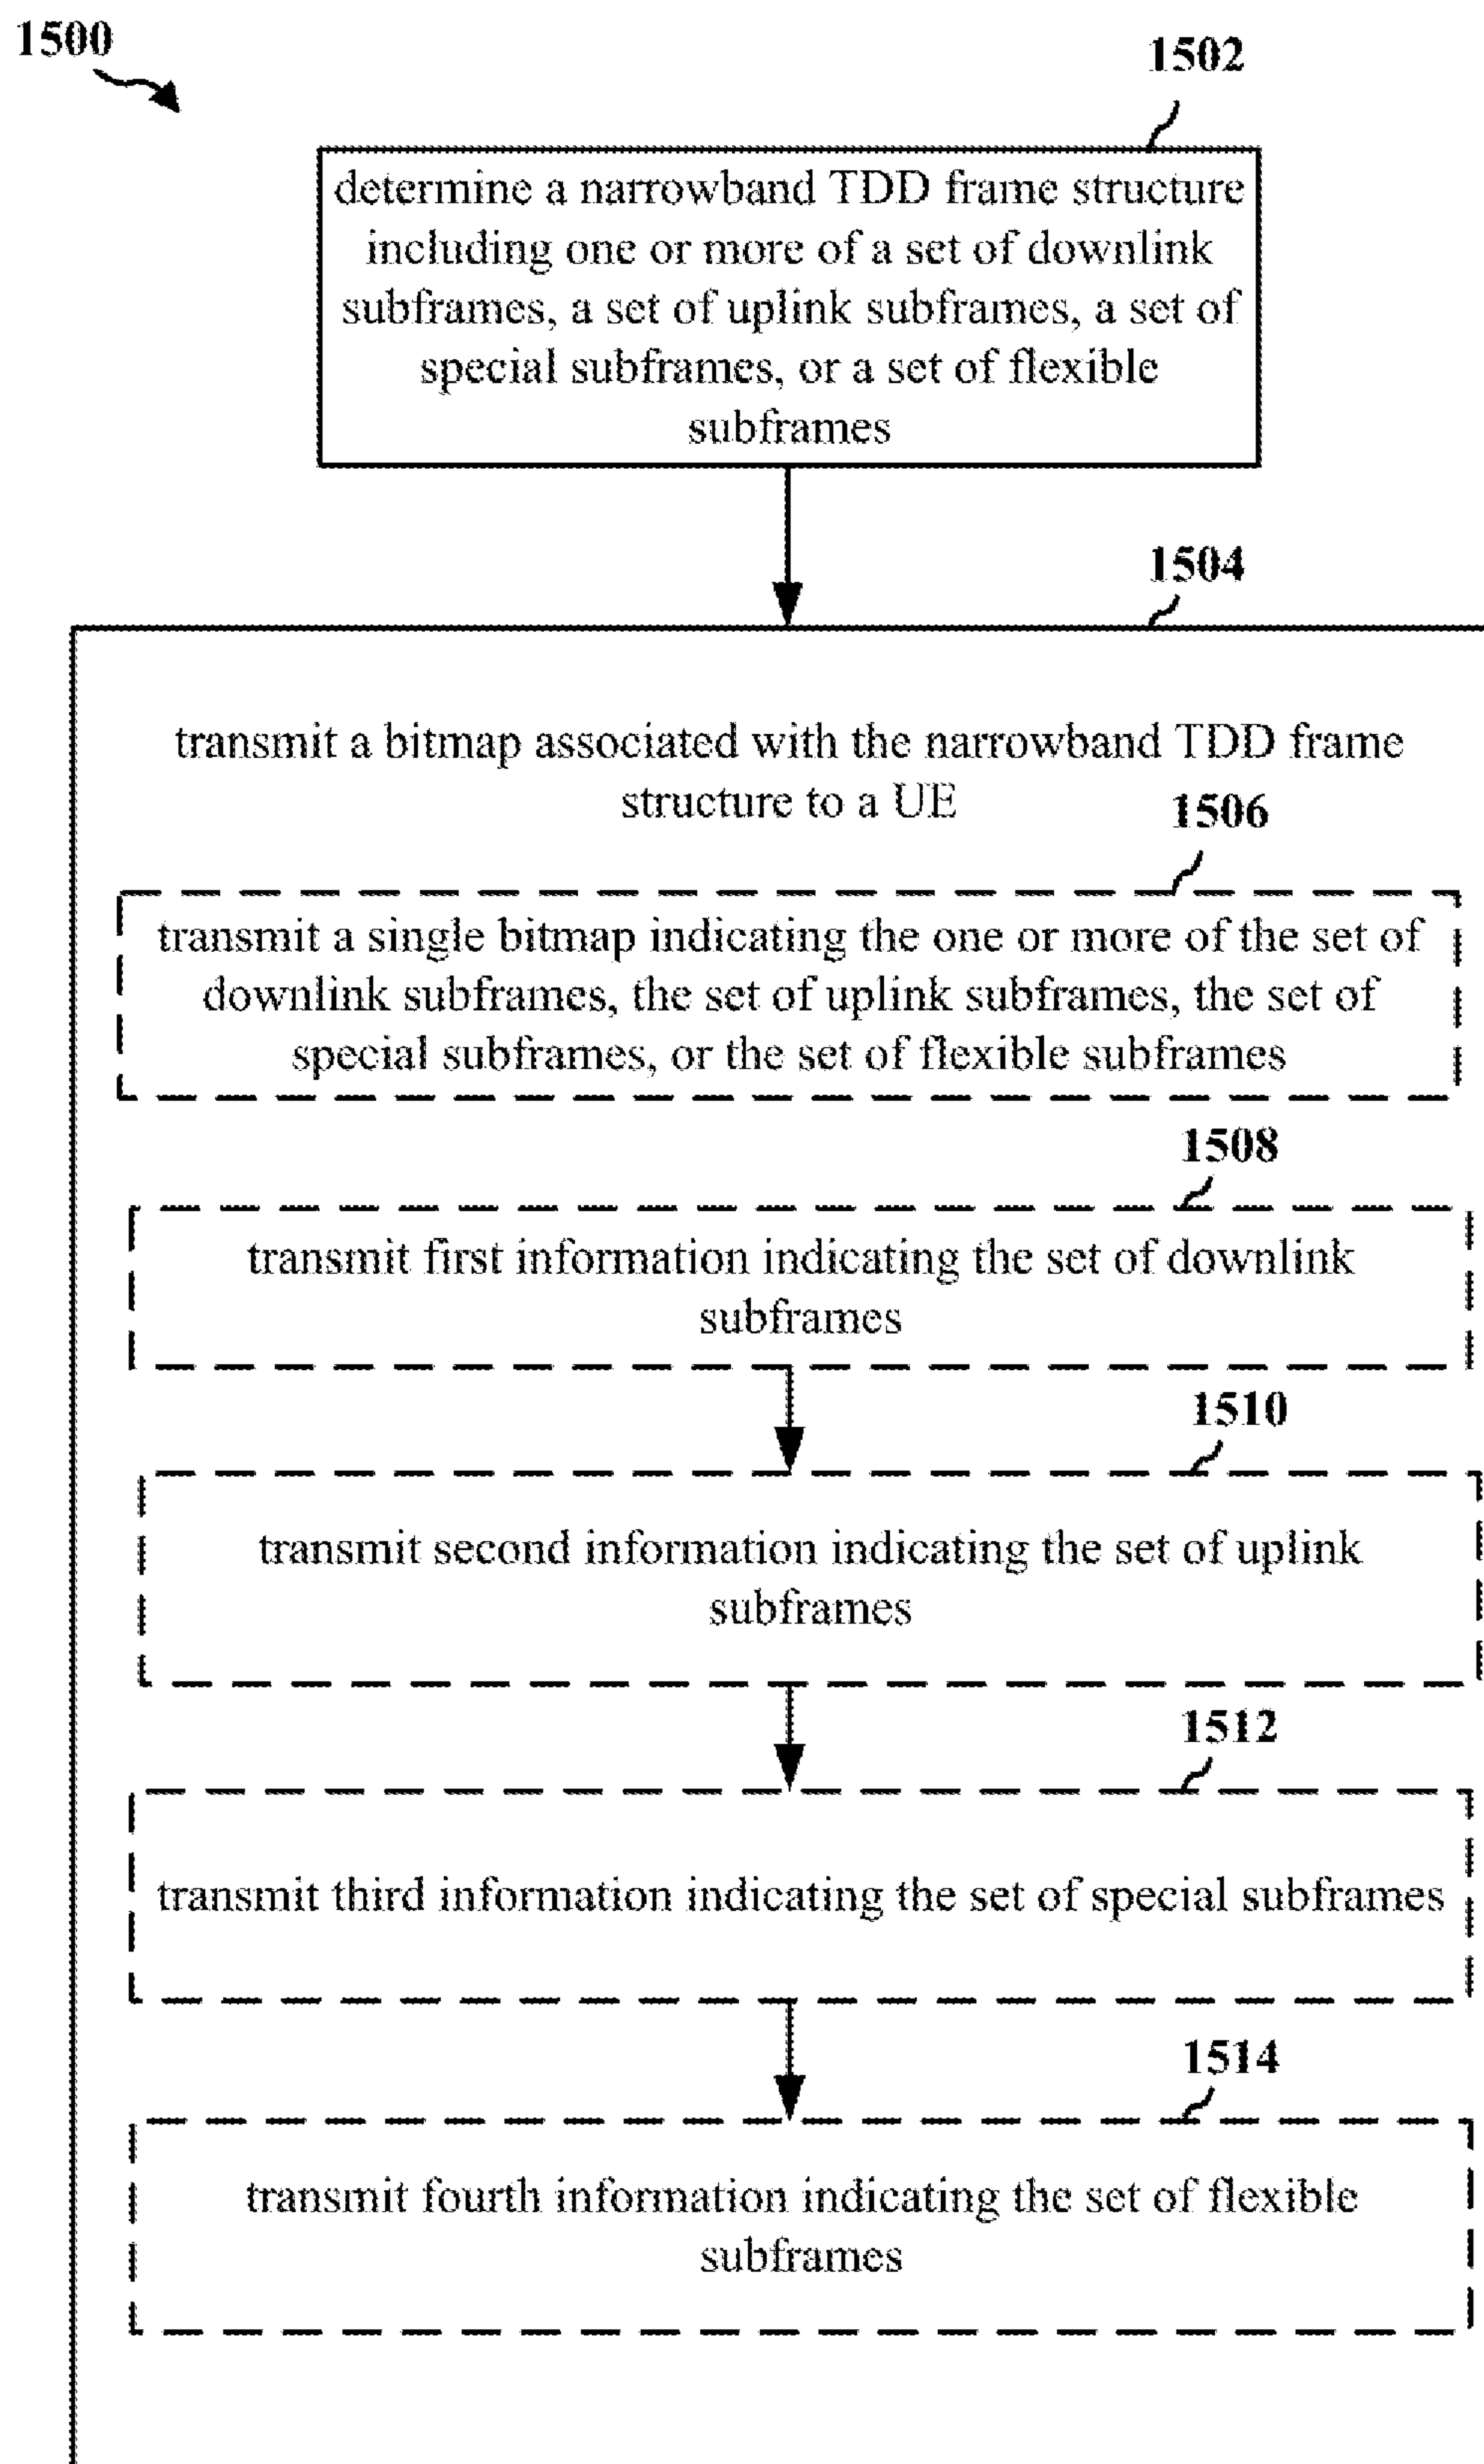 1500
1502
determine a narrowband TDD frame structure
including one or more of a set of downlink
subframes, a set of uplink subframes, a set of
special subframes, or a set of flexible
subframes
1504
transmit a bitmap associated with the narrowband TDD frame
structure to a UE
1506
transmit a single bitmap indicating the one or more of the set of
downlink subframes, the set of uplink subframes, the set of
special subframes, or the set of flexible subframes
1508
transmit first information indicating the set of downlink
subframes
1510
transmit second information indicating the set of uplink
subframes
1512
transmit third information indicating the set of special subframes
1514
transmit fourth information indicating the set of flexible
subframes